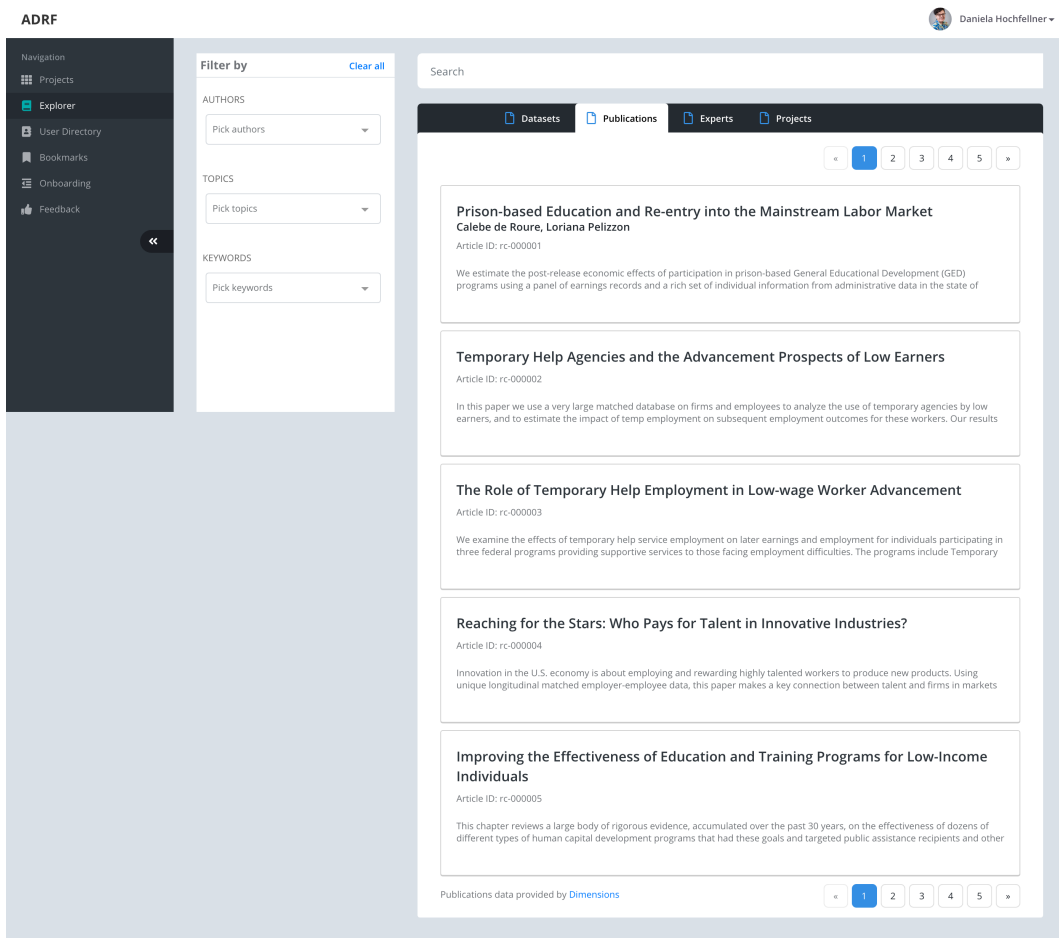 ADRF
Daniela Hochfellner
Navigation
Projects
Explorer
User Directory
Bookmarks
Onboarding
Feedback
Filter by
Clear all
AUTHORS
Pick authors
TOPICS
Pick topics
KEYWORDS
Pick keywords
Search
Datasets
Publications
Experts
Projects
« 1 2 3 4 5 »
Prison-based Education and Re-entry into the Mainstream Labor Market
Calebe de Roure, Loriana Pelizzon
Article ID: rc-000001
We estimate the post-release economic effects of participation in prison-based General Educational Development (GED)
programs using a panel of earnings records and a rich set of individual information from administrative data in the state of
Temporary Help Agencies and the Advancement Prospects of Low Earners
Article ID: rc-000002
In this paper we use a very large matched database on firms and employees to analyze the use of temporary agencies by low
earners, and to estimate the impact of temp employment on subsequent employment outcomes for these workers. Our results
The Role of Temporary Help Employment in Low-wage Worker Advancement
Article ID: rc-000003
We examine the effects of temporary help service employment on later earnings and employment for individuals participating in
three federal programs providing supportive services to those facing employment difficulties. The programs include Temporary
Reaching for the Stars: Who Pays for Talent in Innovative Industries?
Article ID: rc-000004
Innovation in the U.S. economy is about employing and rewarding highly talented workers to produce new products. Using
unique longitudinal matched employer-employee data, this paper makes a key connection between talent and firms in markets
Improving the Effectiveness of Education and Training Programs for Low-Income
Individuals
Article ID: rc-000005
This chapter reviews a large body of rigorous evidence, accumulated over the past 30 years, on the effectiveness of dozens of
different types of human capital development programs that had these goals and targeted public assistance recipients and other
Publications data provided by Dimensions
« 1 2 3 4 5 »